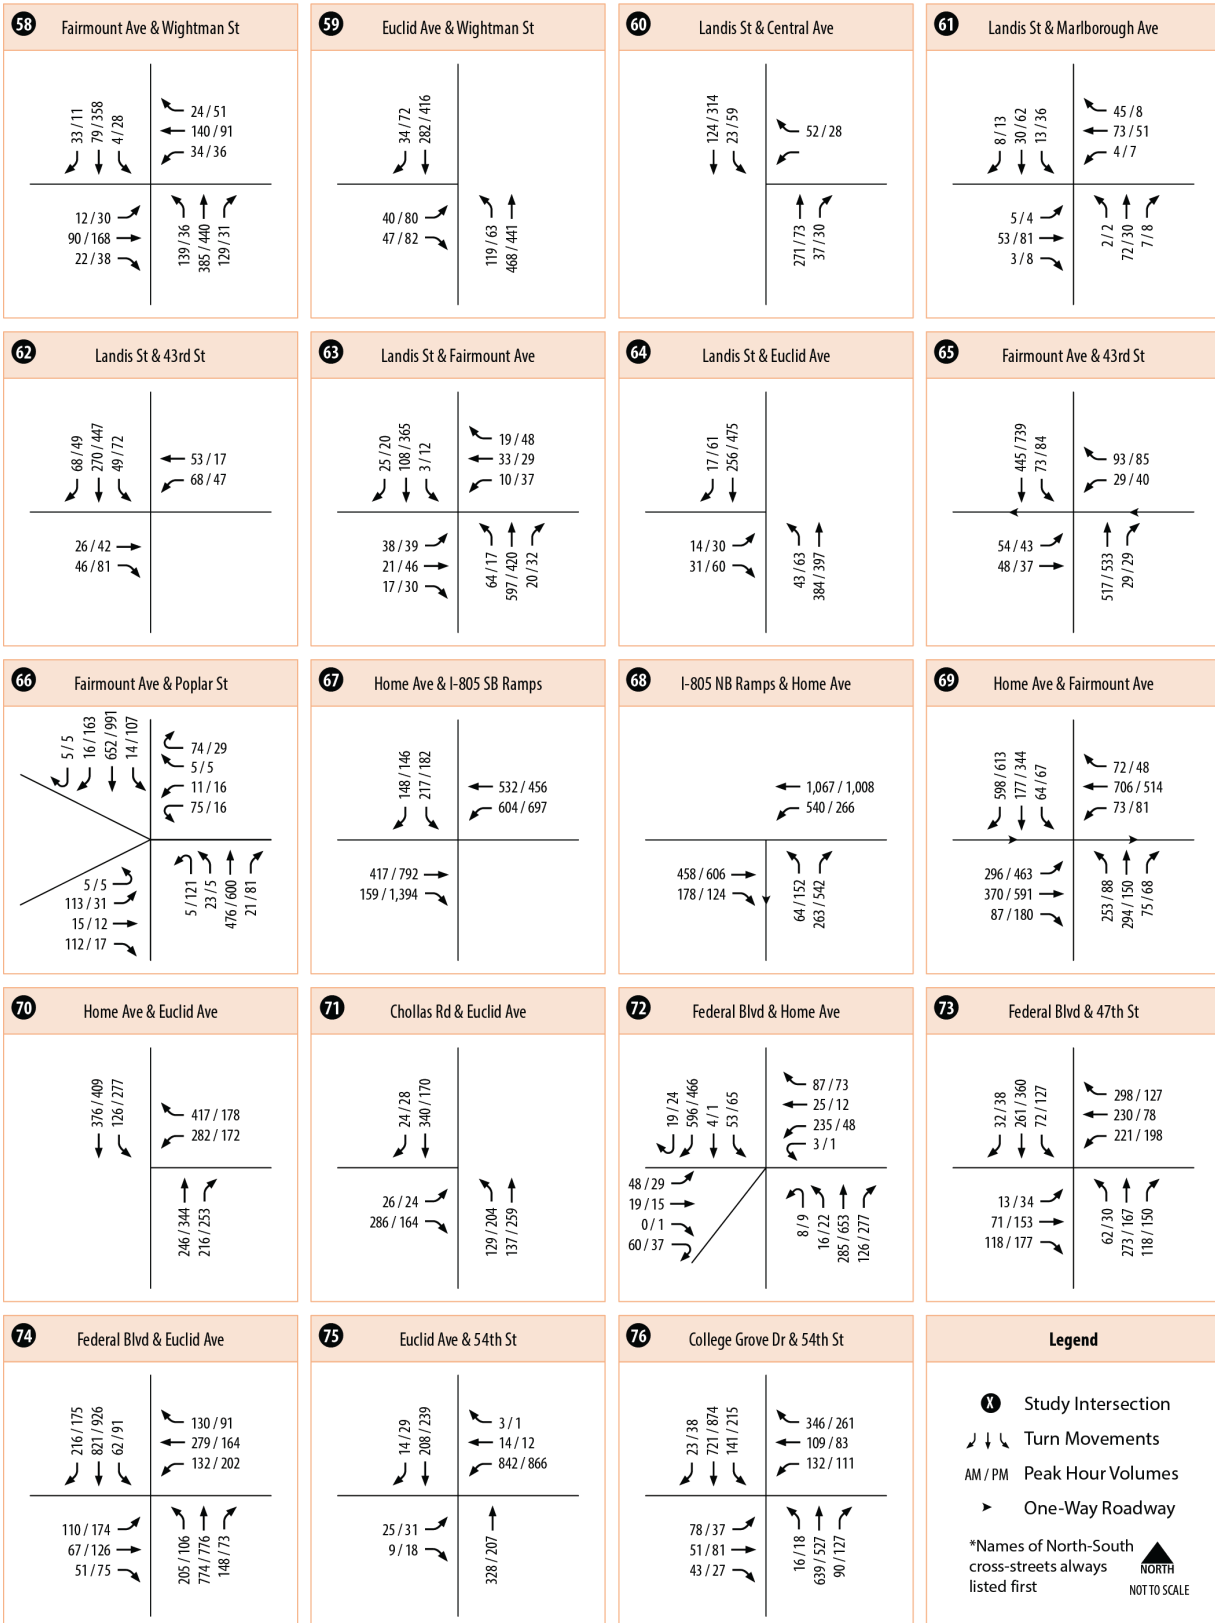 58 Fairmount Ave & Wightman St
33 / 11
79 / 358
4 / 28
24 / 51
140 / 91
34 / 36
12 / 30
90 / 168
22 / 38
139 / 36
385 / 440
129 / 31
59 Euclid Ave & Wightman St
34 / 72
282 / 416
40 / 80
47 / 82
119 / 63
468 / 441
60 Landis St & Central Ave
124 / 314
23 / 59
52 / 28
271 / 73
37 / 30
61 Landis St & Marlborough Ave
8 / 13
30 / 62
13 / 36
45 / 8
73 / 51
4 / 7
5 / 4
53 / 81
3 / 8
2 / 2
72 / 30
7 / 8
62 Landis St & 43rd St
68 / 49
270 / 447
49 / 72
53 / 17
68 / 47
26 / 42
46 / 81
63 Landis St & Fairmount Ave
25 / 20
108 / 365
3 / 12
19 / 48
33 / 29
10 / 37
38 / 39
21 / 46
17 / 30
64 / 17
597 / 420
20 / 32
64 Landis St & Euclid Ave
17 / 61
256 / 475
14 / 30
31 / 60
43 / 63
384 / 397
65 Fairmount Ave & 43rd St
445 / 739
73 / 84
93 / 85
29 / 40
54 / 43
48 / 37
517 / 533
29 / 29
66 Fairmount Ave & Poplar St
5 / 5
16 / 163
652 / 991
14 / 107
74 / 29
5 / 5
11 / 16
75 / 16
5 / 5
113 / 31
15 / 12
112 / 17
5 / 121
23 / 5
476 / 600
21 / 81
67 Home Ave & I-805 SB Ramps
148 / 146
217 / 182
532 / 456
604 / 697
417 / 792
159 / 1,394
68 I-805 NB Ramps & Home Ave
1,067 / 1,008
540 / 266
458 / 606
178 / 124
64 / 152
263 / 542
69 Home Ave & Fairmount Ave
598 / 613
177 / 344
64 / 67
72 / 48
706 / 514
73 / 81
296 / 463
370 / 591
87 / 180
253 / 88
294 / 150
75 / 68
70 Home Ave & Euclid Ave
376 / 409
126 / 277
417 / 178
282 / 172
246 / 344
216 / 253
71 Chollas Rd & Euclid Ave
24 / 28
340 / 170
26 / 24
286 / 164
129 / 204
137 / 259
72 Federal Blvd & Home Ave
19 / 24
596 / 466
4 / 1
53 / 65
87 / 73
25 / 12
235 / 48
3 / 1
48 / 29
19 / 15
0 / 1
60 / 37
8 / 9
16 / 22
285 / 653
126 / 277
73 Federal Blvd & 47th St
32 / 38
261 / 360
72 / 127
298 / 127
230 / 78
221 / 198
13 / 34
71 / 153
118 / 177
62 / 30
273 / 167
118 / 150
74 Federal Blvd & Euclid Ave
216 / 175
821 / 926
62 / 91
130 / 91
279 / 164
132 / 202
110 / 174
67 / 126
51 / 75
205 / 106
774 / 776
148 / 73
75 Euclid Ave & 54th St
14 / 29
208 / 239
3 / 1
14 / 12
842 / 866
25 / 31
9 / 18
328 / 207
76 College Grove Dr & 54th St
23 / 38
721 / 874
141 / 215
346 / 261
109 / 83
132 / 111
78 / 37
51 / 81
43 / 27
16 / 18
639 / 527
90 / 127
Legend
X Study Intersection
Turn Movements
AM / PM Peak Hour Volumes
One-Way Roadway
*Names of North-South
cross-streets always
listed first
NORTH
NOT TO SCALE